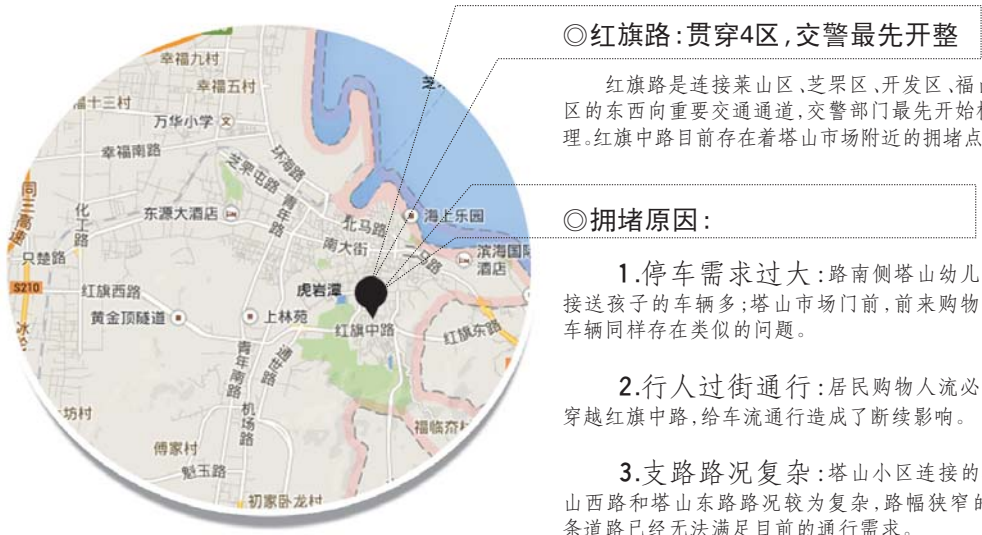 ◎红旗路:贯穿4区,交警最先开整
红旗路是连接莱山区、芝罘区、开发区、福山
区的东西向重要交通通道,交警部门最先开始
理。红旗中路目前存在着塔山市场附近的拥堵点
◎拥堵原因:
1.停车需求过大:路南侧塔山幼儿
接送孩子的车辆多;塔山市场门前,前来购物
车辆同样存在类似的问题。
2.行人过街通行:居民购物人流必
穿越红旗中路,给车流通行造成了断续影响。
3.支路路况复杂:塔山小区连接的
山西路和塔山东路路况较为复杂,路幅狭窄的
条道路已经无法满足目前的通行需求。
幸福九村
幸福五村
福十三村
万华小学
幸福南路
芝
环海路
芝罘屯路
青年路
同三高速
化工路
东源大酒店
北马路
海上乐园
南大街
二马路
滨海国际
酒店
只楚路
S210
红旗西路
虎岩潭
黄金顶隧道
上林苑
红旗中路
红旗东路
青年南路
通世路
机场路
冰
坊村
福临夼村
傅家村
魁玉路
初家卧龙村